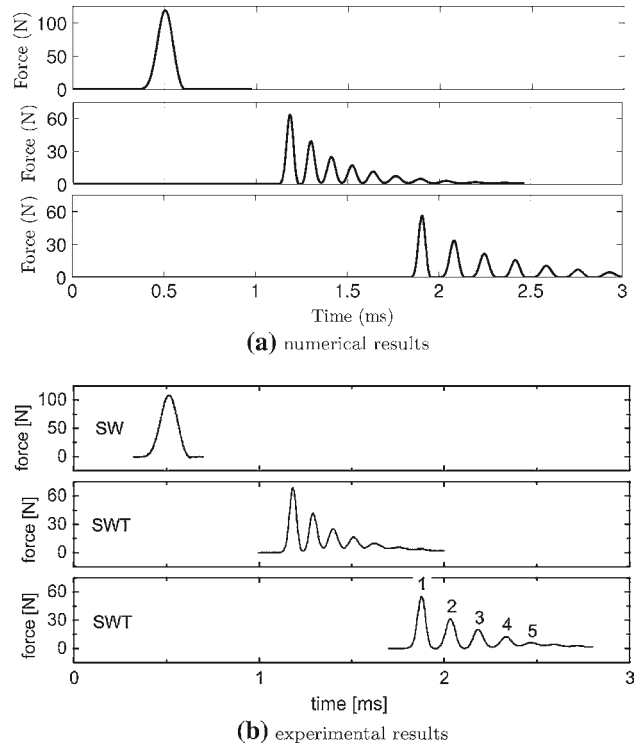 Force (N)
100
50
0
Force (N)
60
30
0
Force (N)
60
30
0
0 0.5 1 1.5 2 2.5 3
Time (ms)
(a) numerical results
force [N]
100
50
0
SW
force [N]
60
30
0
SWT
force [N]
60
30
0
SWT
1
2
3
4
5
0 1 2 3
time [ms]
(b) experimental results